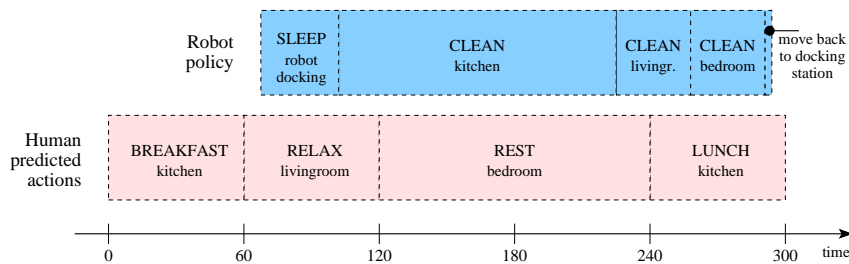 Robot
policy
SLEEP
robot
docking
CLEAN
kitchen
CLEAN
livingr.
CLEAN
bedroom
move back
to docking
station
Human
predicted
actions
BREAKFAST
kitchen
RELAX
livingroom
REST
bedroom
LUNCH
kitchen
0 60 120 180 240 300 time